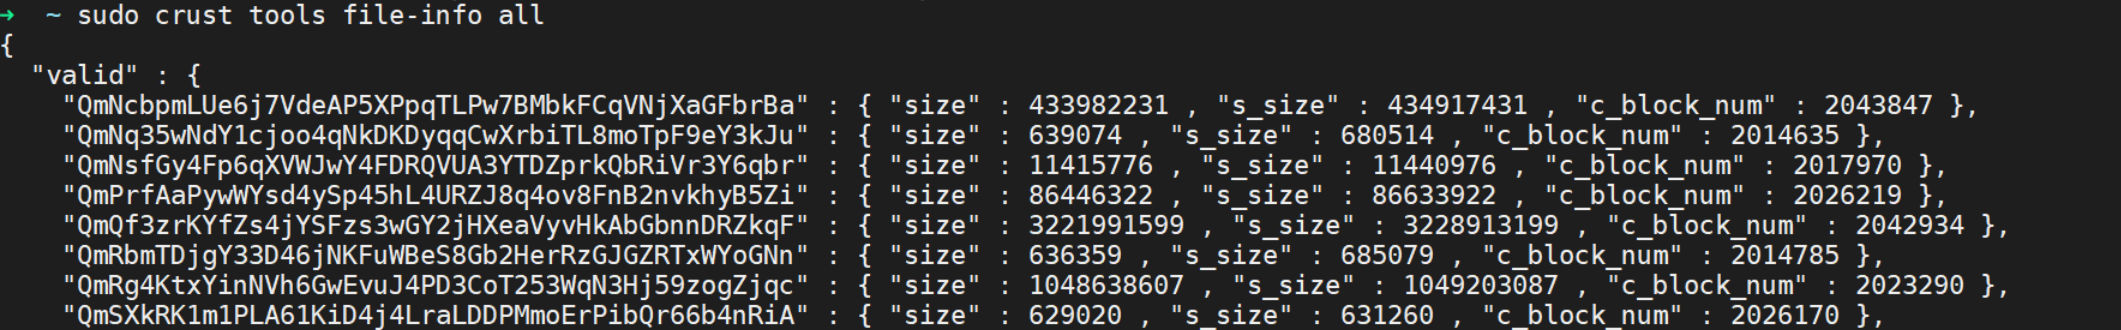 → ~ sudo crust tools file-info all
{
"valid" : {
"QmNcbpmLUe6j7VdeAP5XPpqTLPw7BMbkFCqVNjXaGFbrBa" : { "size" : 433982231 , "s_size" : 434917431 , "c_block_num" : 2043847 },
"QmNq35wNdY1cjoo4qNkDKDyqqCwXrbiTL8moTpF9eY3kJu" : { "size" : 639074 , "s_size" : 680514 , "c_block_num" : 2014635 },
"QmNsfGy4Fp6qXVWJwY4FDRQVUA3YTDZprkQbRiVr3Y6qbr" : { "size" : 11415776 , "s_size" : 11440976 , "c_block_num" : 2017970 },
"QmPrfAaPywWYsd4ySp45hL4URZJ8q4ov8FnB2nvkhyB5Zi" : { "size" : 86446322 , "s_size" : 86633922 , "c_block_num" : 2026219 },
"QmQf3zrKYfZs4jYSFzs3wGY2jHXeaVyvHkAbGbnnDRZkqF" : { "size" : 3221991599 , "s_size" : 3228913199 , "c_block_num" : 2042934 },
"QmRbmTDjgY33D46jNKFuWBeS8Gb2HerRzGJGZRTxWYoGNn" : { "size" : 636359 , "s_size" : 685079 , "c_block_num" : 2014785 },
"QmRg4KtxYinNVh6GwEvuJ4PD3CoT253WqN3Hj59zogZjqc" : { "size" : 1048638607 , "s_size" : 1049203087 , "c_block_num" : 2023290 },
"QmSXkRK1m1PLA61KiD4j4LraLDDPMmoErPibQr66b4nRiA" : { "size" : 629020 , "s_size" : 631260 , "c_block_num" : 2026170 },